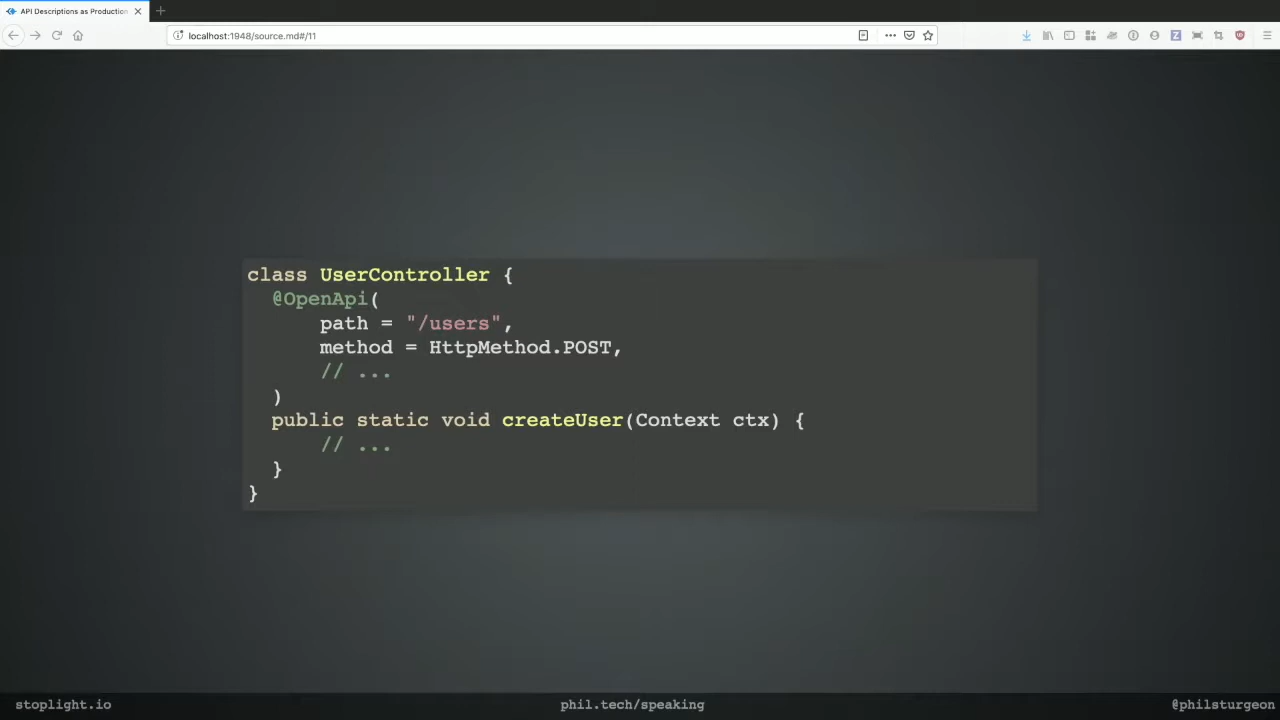 API Descriptions as Production
localhost:1948/source.md#/11
class UserController {
@OpenApi(
path = "/users",
method = HttpMethod.POST,
// ...
)
public static void createUser(Context ctx) {
// ...
}
}
stoplight.io
phil.tech/speaking
@philsturgeon